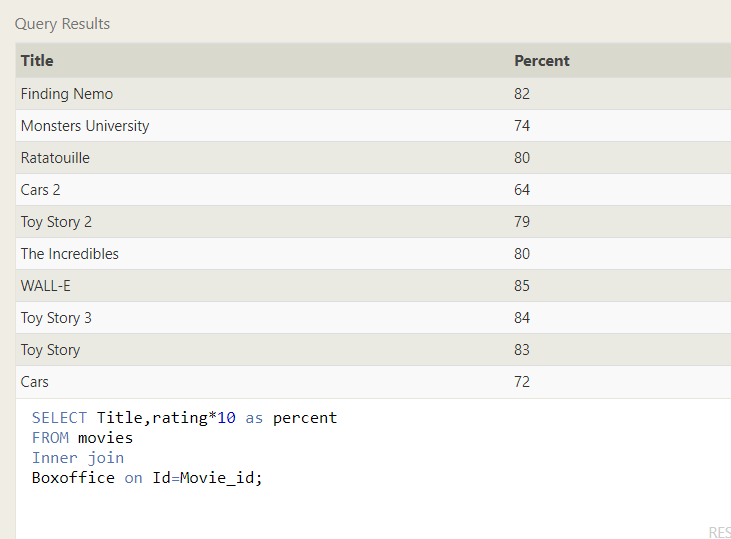 Query Results
Title Percent
Finding Nemo 82
Monsters University 74
Ratatouille 80
Cars 2 64
Toy Story 2 79
The Incredibles 80
WALL-E 85
Toy Story 3 84
Toy Story 83
Cars 72
SELECT Title,rating*10 as percent
FROM movies
Inner join
Boxoffice on Id=Movie_id;
RES